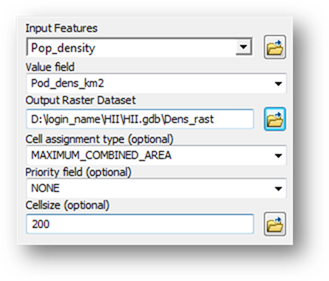 Input Features
Pop_density
Value field
Pod_dens_km2
Output Raster Dataset
D:\login_name\HII\HII.gdb\Dens_rast
Cell assignment type (optional)
MAXIMUM_COMBINED_AREA
Priority field (optional)
NONE
Cellsize (optional)
200